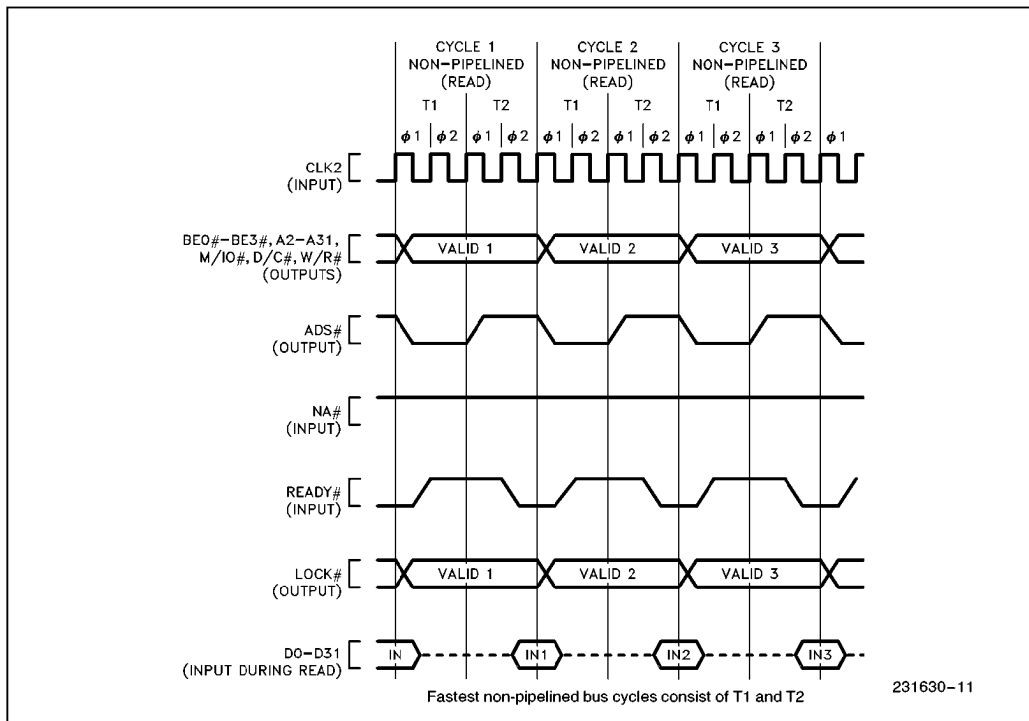 CYCLE 1 CYCLE 2 CYCLE 3
NON-PIPELINED NON-PIPELINED NON-PIPELINED
(READ) (READ) (READ)
T1 T2 T1 T2 T1 T2
φ1 φ2 φ1 φ2 φ1 φ2 φ1 φ2 φ1 φ2 φ1 φ2 φ1
CLK2
(INPUT)
BE0#-BE3#, A2-A31,
M/IO#, D/C#, W/R#
(OUTPUTS)
VALID 1 VALID 2 VALID 3
ADS#
(OUTPUT)
NA#
(INPUT)
READY#
(INPUT)
LOCK#
(OUTPUT)
VALID 1 VALID 2 VALID 3
D0-D31
(INPUT DURING READ)
IN IN1 IN2 IN3
Fastest non-pipelined bus cycles consist of T1 and T2
231630-11